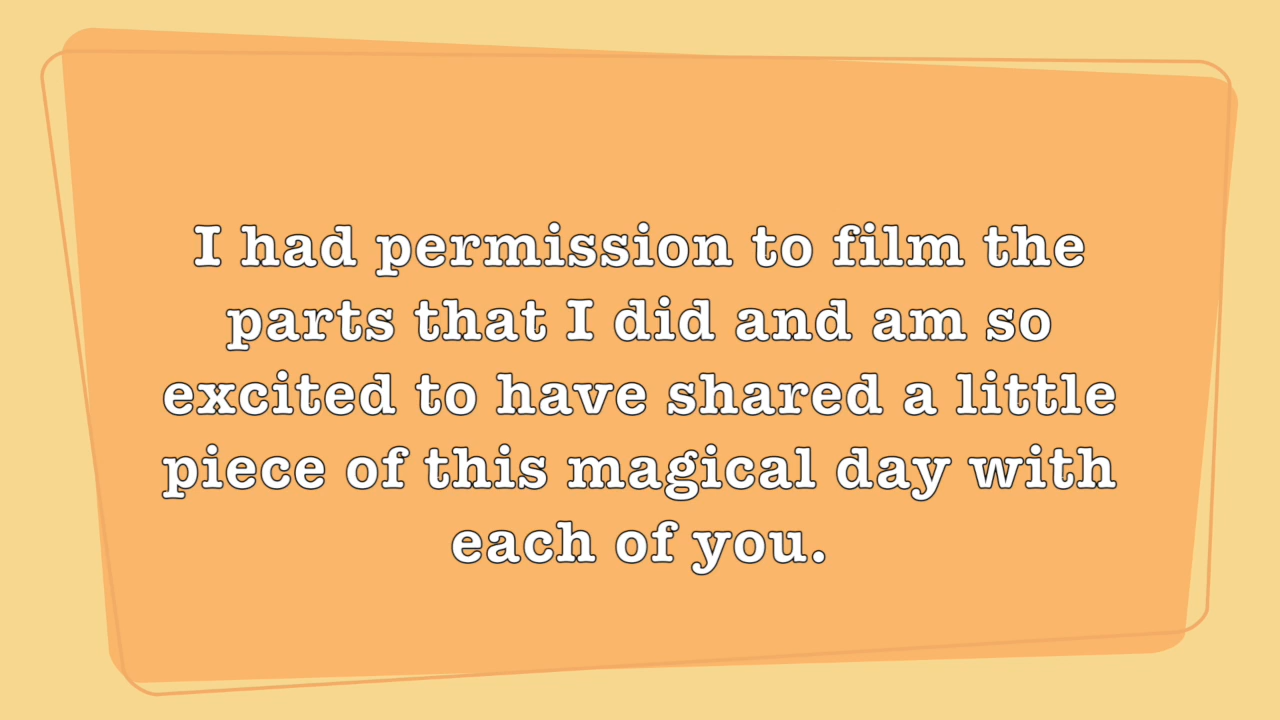 I had permission to film the
parts that I did and am so
excited to have shared a little
piece of this magical day with
each of you.